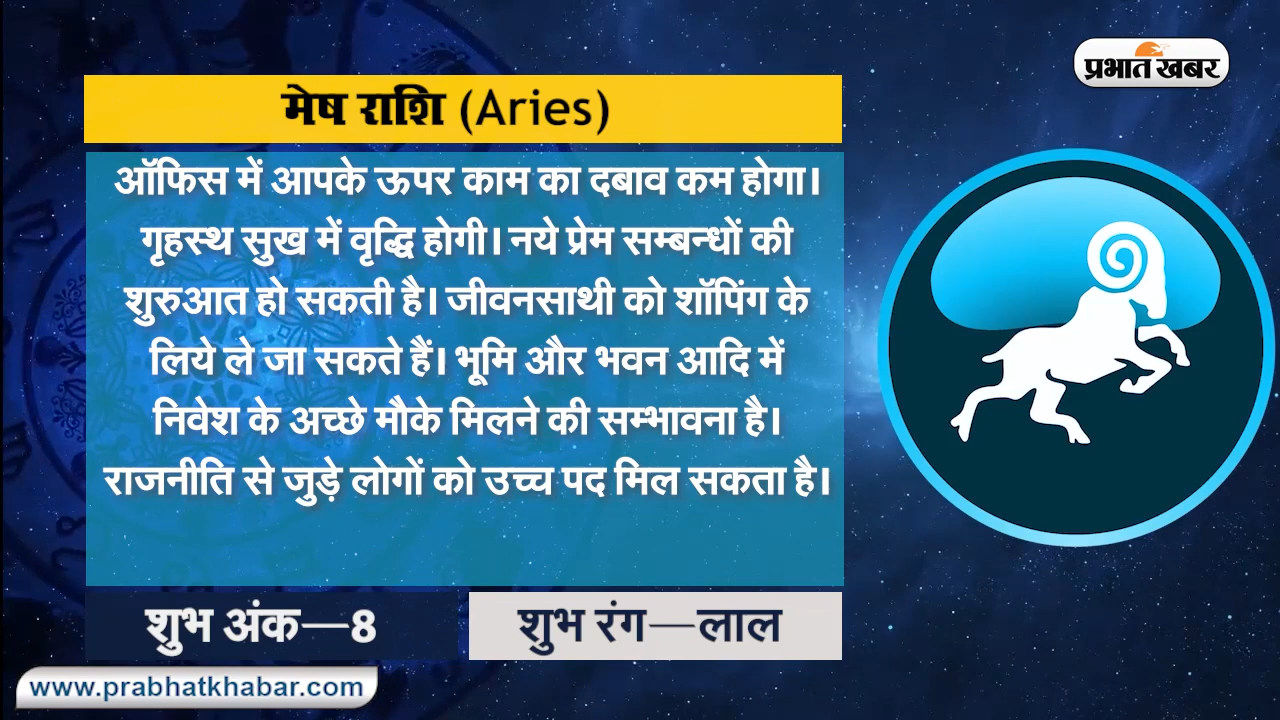 प्रभात खबर
मेष राशि (Aries)
ऑफिस में आपके ऊपर काम का दबाव कम होगा।
गृहस्थ सुख में वृद्धि होगी। नये प्रेम सम्बन्धों की
शुरुआत हो सकती है। जीवनसाथी को शॉपिंग के
लिये ले जा सकते हैं। भूमि और भवन आदि में
निवेश के अच्छे मौके मिलने की सम्भावना है।
राजनीति से जुड़े लोगों को उच्च पद मिल सकता है।
शुभ अंक—8
शुभ रंग—लाल
www.prabhatkhabar.com